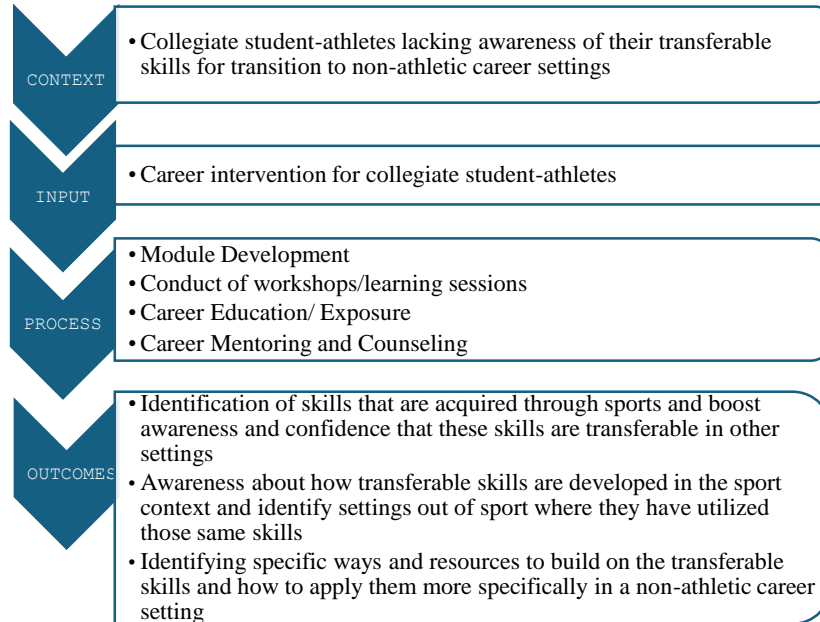 CONTEXT
• Collegiate student-athletes lacking awareness of their transferable
skills for transition to non-athletic career settings
INPUT
• Career intervention for collegiate student-athletes
PROCESS
• Module Development
• Conduct of workshops/learning sessions
• Career Education/ Exposure
• Career Mentoring and Counseling
OUTCOMES
• Identification of skills that are acquired through sports and boost
awareness and confidence that these skills are transferable in other
settings
• Awareness about how transferable skills are developed in the sport
context and identify settings out of sport where they have utilized
those same skills
• Identifying specific ways and resources to build on the transferable
skills and how to apply them more specifically in a non-athletic career
setting